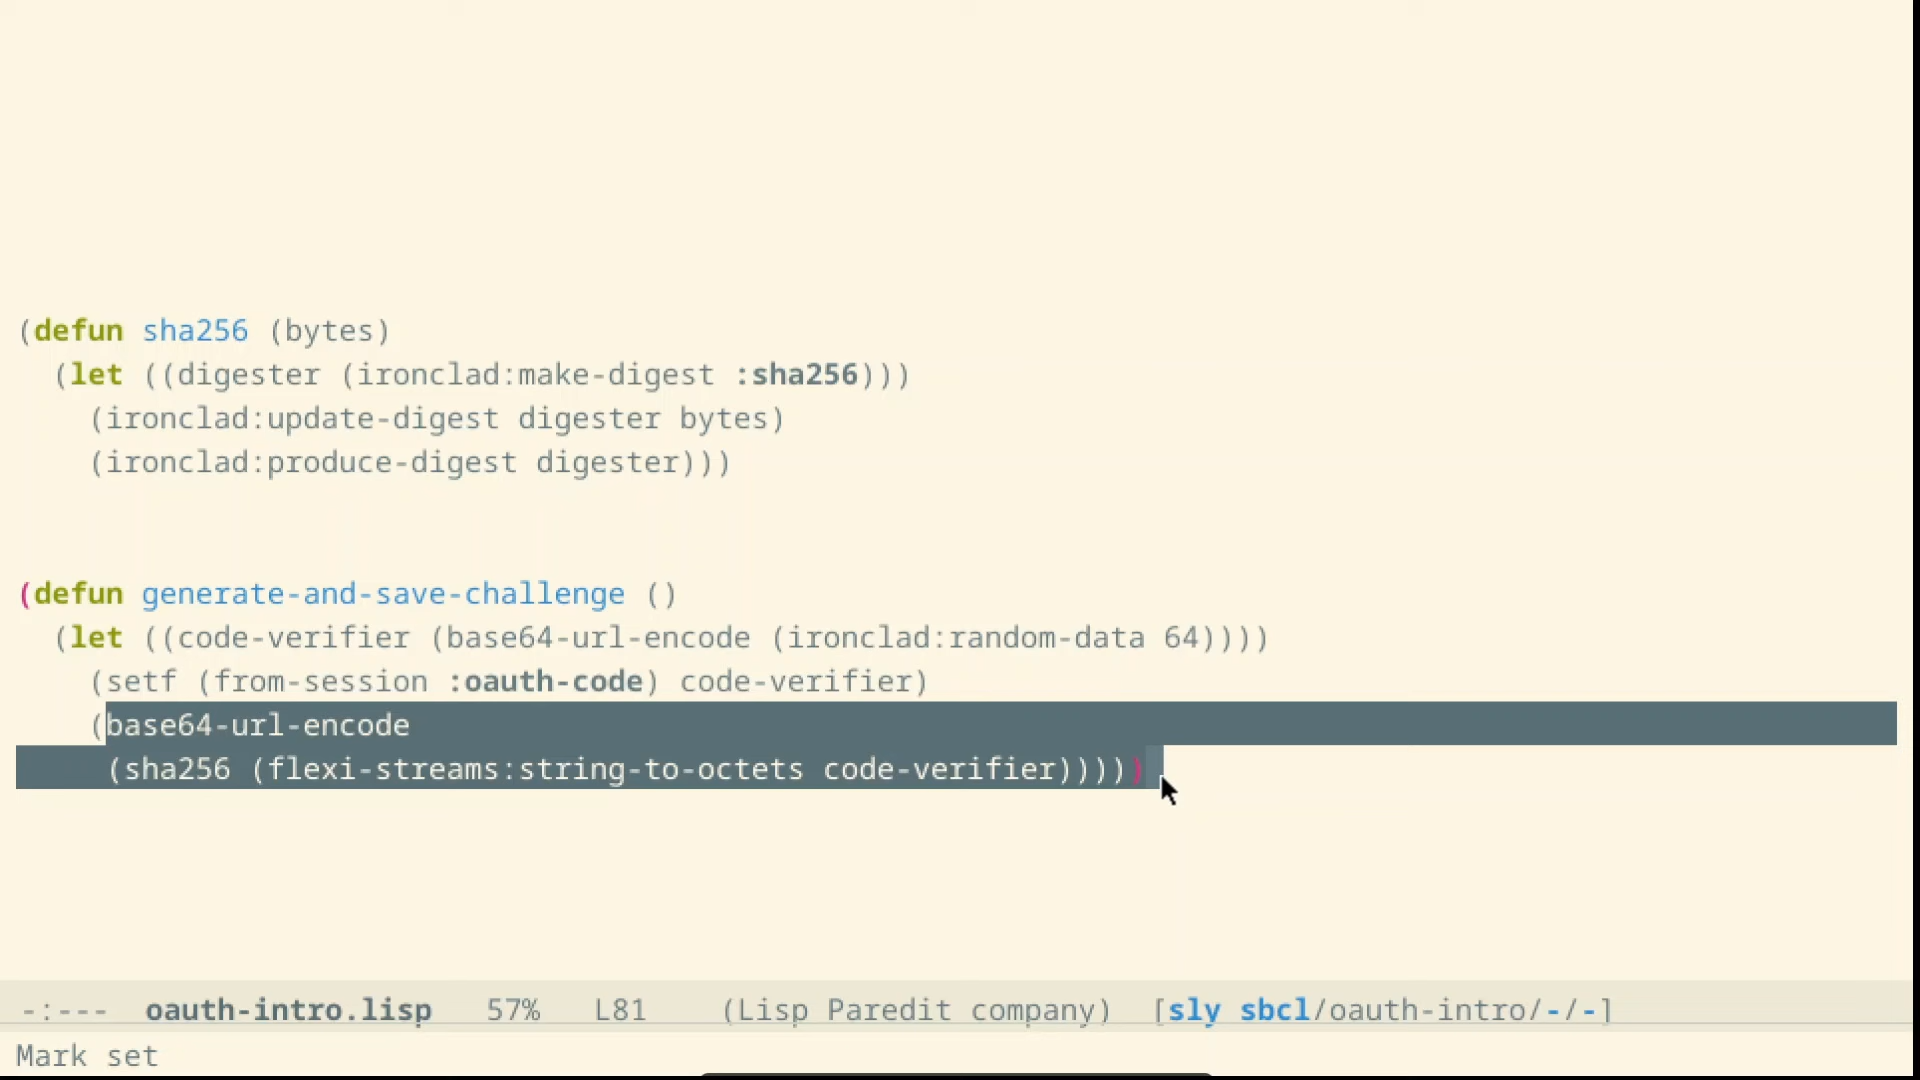 (defun sha256 (bytes)
  (let ((digester (ironclad:make-digest :sha256)))
    (ironclad:update-digest digester bytes)
    (ironclad:produce-digest digester)))
(defun generate-and-save-challenge ()
  (let ((code-verifier (base64-url-encode (ironclad:random-data 64))))
    (setf (from-session :oauth-code) code-verifier)
    (base64-url-encode
     (sha256 (flexi-streams:string-to-octets code-verifier)))))
-:---  oauth-intro.lisp   57%   L81    (Lisp Paredit company)  [sly sbcl/oauth-intro/-/-]
Mark set